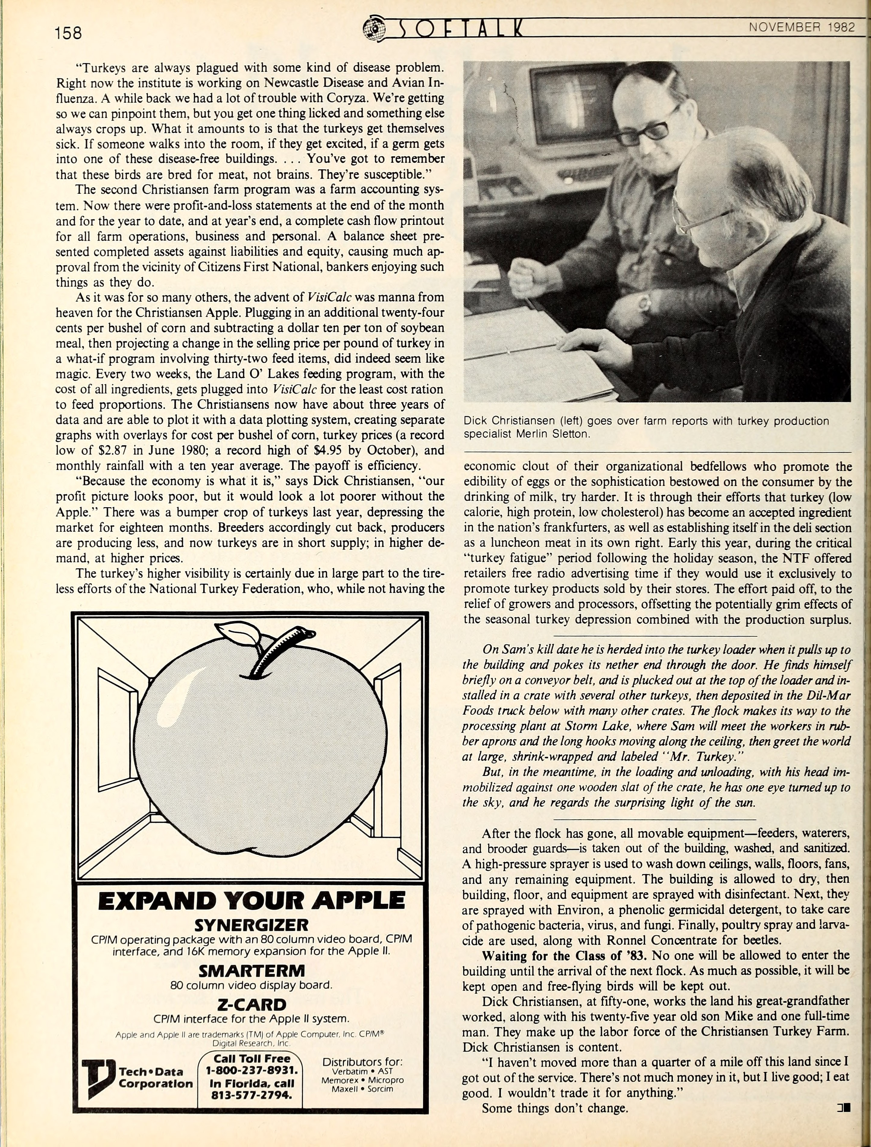 158
SOFTALK
NOVEMBER 1982
"Turkeys are always plagued with some kind of disease problem.
Right now the institute is working on Newcastle Disease and Avian In-
fluenza. A while back we had a lot of trouble with Coryza. We're getting
so we can pinpoint them, but you get one thing licked and something else
always crops up. What it amounts to is that the turkeys get themselves
sick. If someone walks into the room, if they get excited, if a germ gets
into one of these disease-free buildings. . . . You've got to remember
that these birds are bred for meat, not brains. They're susceptible."
The second Christiansen farm program was a farm accounting sys-
tem. Now there were profit-and-loss statements at the end of the month
and for the year to date, and at year's end, a complete cash flow printout
for all farm operations, business and personal. A balance sheet pre-
sented completed assets against liabilities and equity, causing much ap-
proval from the vicinity of Citizens First National, bankers enjoying such
things as they do.
As it was for so many others, the advent of VisiCalc was manna from
heaven for the Christiansen Apple. Plugging in an additional twenty-four
cents per bushel of corn and subtracting a dollar ten per ton of soybean
meal, then projecting a change in the selling price per pound of turkey in
a what-if program involving thirty-two feed items, did indeed seem like
magic. Every two weeks, the Land O' Lakes feeding program, with the
cost of all ingredients, gets plugged into VisiCalc for the least cost ration
to feed proportions. The Christiansens now have about three years of
data and are able to plot it with a data plotting system, creating separate
graphs with overlays for cost per bushel of corn, turkey prices (a record
low of $2.87 in June 1980; a record high of $4.95 by October), and
monthly rainfall with a ten year average. The payoff is efficiency.
"Because the economy is what it is," says Dick Christiansen, "our
profit picture looks poor, but it would look a lot poorer without the
Apple." There was a bumper crop of turkeys last year, depressing the
market for eighteen months. Breeders accordingly cut back, producers
are producing less, and now turkeys are in short supply; in higher de-
mand, at higher prices.
The turkey's higher visibility is certainly due in large part to the tire-
less efforts of the National Turkey Federation, who, while not having the
EXPAND YOUR APPLE
SYNERGIZER
CP/M operating package with an 80 column video board, CP/M
interface, and 16K memory expansion for the Apple II.
SMARTERM
80 column video display board.
Z-CARD
CP/M interface for the Apple II system.
Apple and Apple II are trademarks (TM) of Apple Computer, Inc. CP/M®
Digital Research, Inc.
Tech•Data
Corporation
Call Toll Free
1-800-237-8931.
In Florida, call
813-577-2794.
Distributors for:
Verbatim • AST
Memorex • Micropro
Maxell • Sorcim
Dick Christiansen (left) goes over farm reports with turkey production
specialist Merlin Sletton.
economic clout of their organizational bedfellows who promote the
edibility of eggs or the sophistication bestowed on the consumer by the
drinking of milk, try harder. It is through their efforts that turkey (low
calorie, high protein, low cholesterol) has become an accepted ingredient
in the nation's frankfurters, as well as establishing itself in the deli section
as a luncheon meat in its own right. Early this year, during the critical
"turkey fatigue" period following the holiday season, the NTF offered
retailers free radio advertising time if they would use it exclusively to
promote turkey products sold by their stores. The effort paid off, to the
relief of growers and processors, offsetting the potentially grim effects of
the seasonal turkey depression combined with the production surplus.
On Sam's kill date he is herded into the turkey loader when it pulls up to
the building and pokes its nether end through the door. He finds himself
briefly on a conveyor belt, and is plucked out at the top of the loader and in-
stalled in a crate with several other turkeys, then deposited in the Dil-Mar
Foods truck below with many other crates. The flock makes its way to the
processing plant at Storm Lake, where Sam will meet the workers in rub-
ber aprons and the long hooks moving along the ceiling, then greet the world
at large, shrink-wrapped and labeled "Mr. Turkey."
But, in the meantime, in the loading and unloading, with his head im-
mobilized against one wooden slat of the crate, he has one eye turned up to
the sky, and he regards the surprising light of the sun.
After the flock has gone, all movable equipment—feeders, waterers,
and brooder guards—is taken out of the building, washed, and sanitized.
A high-pressure sprayer is used to wash down ceilings, walls, floors, fans,
and any remaining equipment. The building is allowed to dry, then
building, floor, and equipment are sprayed with disinfectant. Next, they
are sprayed with Environ, a phenolic germicidal detergent, to take care
of pathogenic bacteria, virus, and fungi. Finally, poultry spray and larva-
cide are used, along with Ronnel Concentrate for beetles.
Waiting for the Class of '83. No one will be allowed to enter the
building until the arrival of the next flock. As much as possible, it will be
kept open and free-flying birds will be kept out.
Dick Christiansen, at fifty-one, works the land his great-grandfather
worked, along with his twenty-five year old son Mike and one full-time
man. They make up the labor force of the Christiansen Turkey Farm.
Dick Christiansen is content.
"I haven't moved more than a quarter of a mile off this land since I
got out of the service. There's not much money in it, but I live good; I eat
good. I wouldn't trade it for anything."
Some things don't change.